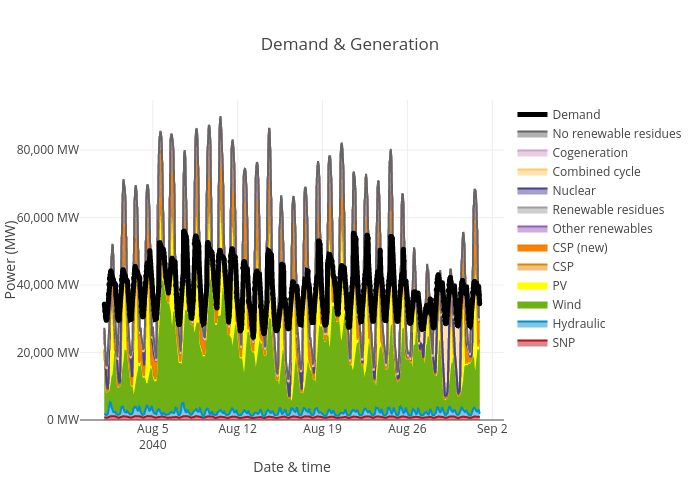 Demand & Generation
Power (MW)
80,000 MW
60,000 MW
40,000 MW
20,000 MW
0 MW
Aug 5
2040
Aug 12
Aug 19
Aug 26
Sep 2
Date & time
Demand
No renewable residues
Cogeneration
Combined cycle
Nuclear
Renewable residues
Other renewables
CSP (new)
CSP
PV
Wind
Hydraulic
SNP